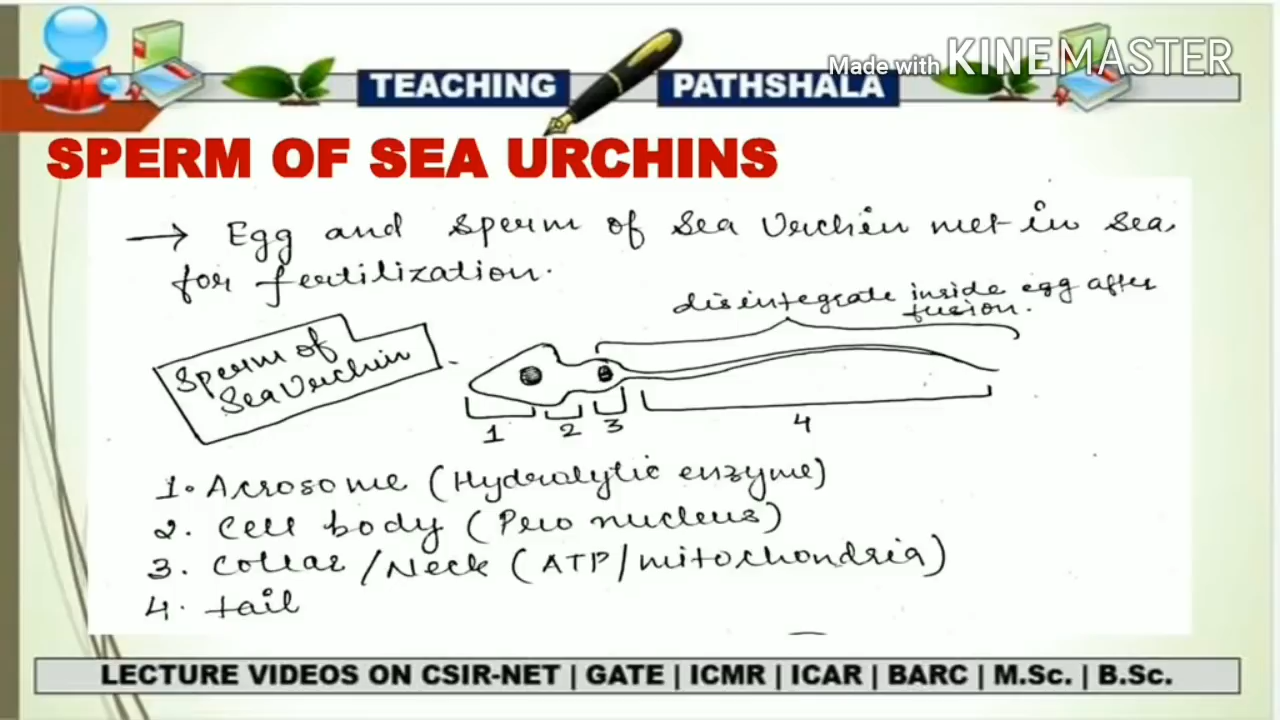 Made with KINEMASTER
TEACHING PATHSHALA
SPERM OF SEA URCHINS
→ Egg and sperm of Sea Urchin met in sea
for fertilization.
disintegrate inside egg after
fusion.
Sperm of
Sea Urchin
1 2 3 4
1. Acrosome (Hydrolytic enzyme)
2. Cell body (Pro nucleus)
3. Collar/Neck (ATP/mitochondria)
4. tail
LECTURE VIDEOS ON CSIR-NET | GATE | ICMR | ICAR | BARC | M.Sc. | B.Sc.